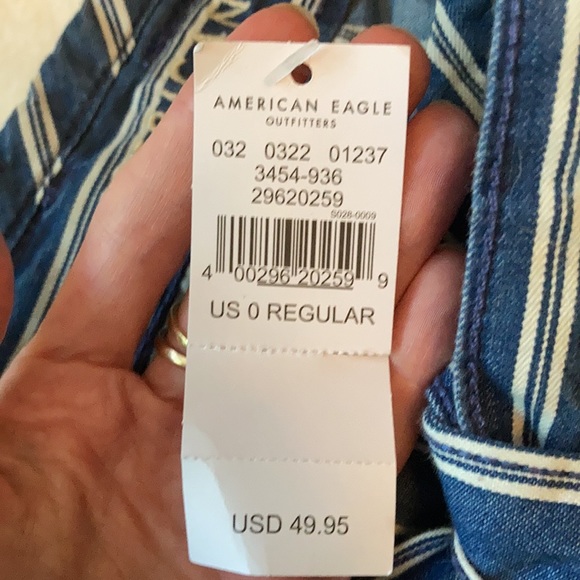 AMERICAN EAGLE
OUTFITTERS
032 0322 01237
3454-936
29620259
S028-0009
4 00296 20259 9
US 0 REGULAR
USD 49.95